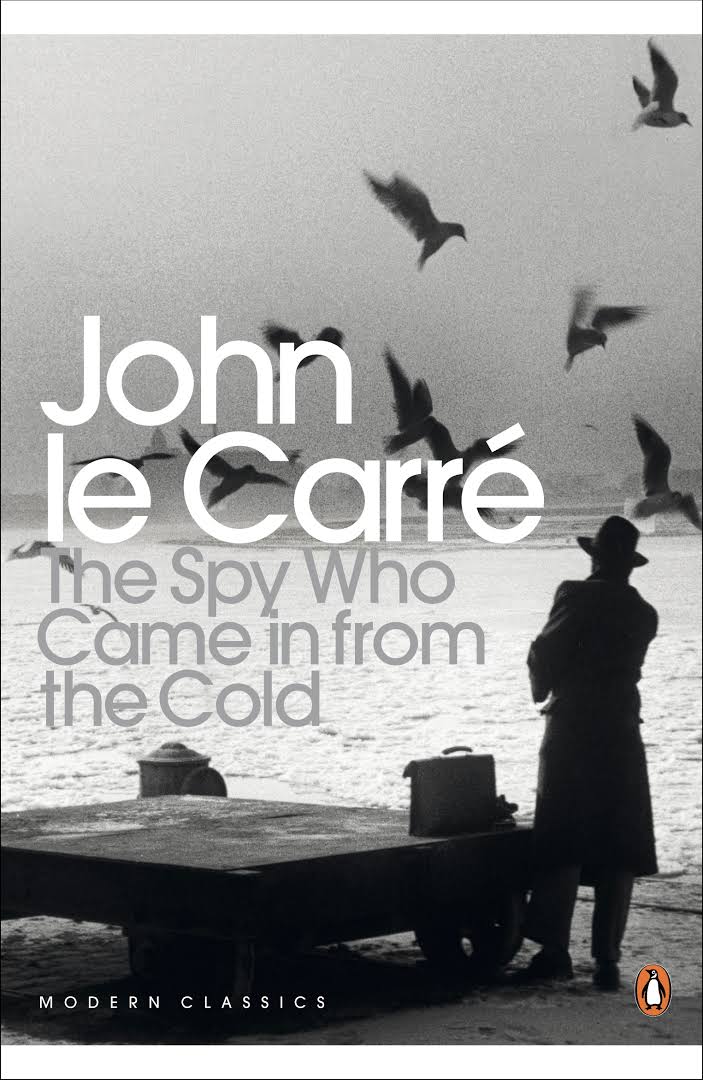 John
le Carré
The Spy Who
Came in from
the Cold
MODERN CLASSICS